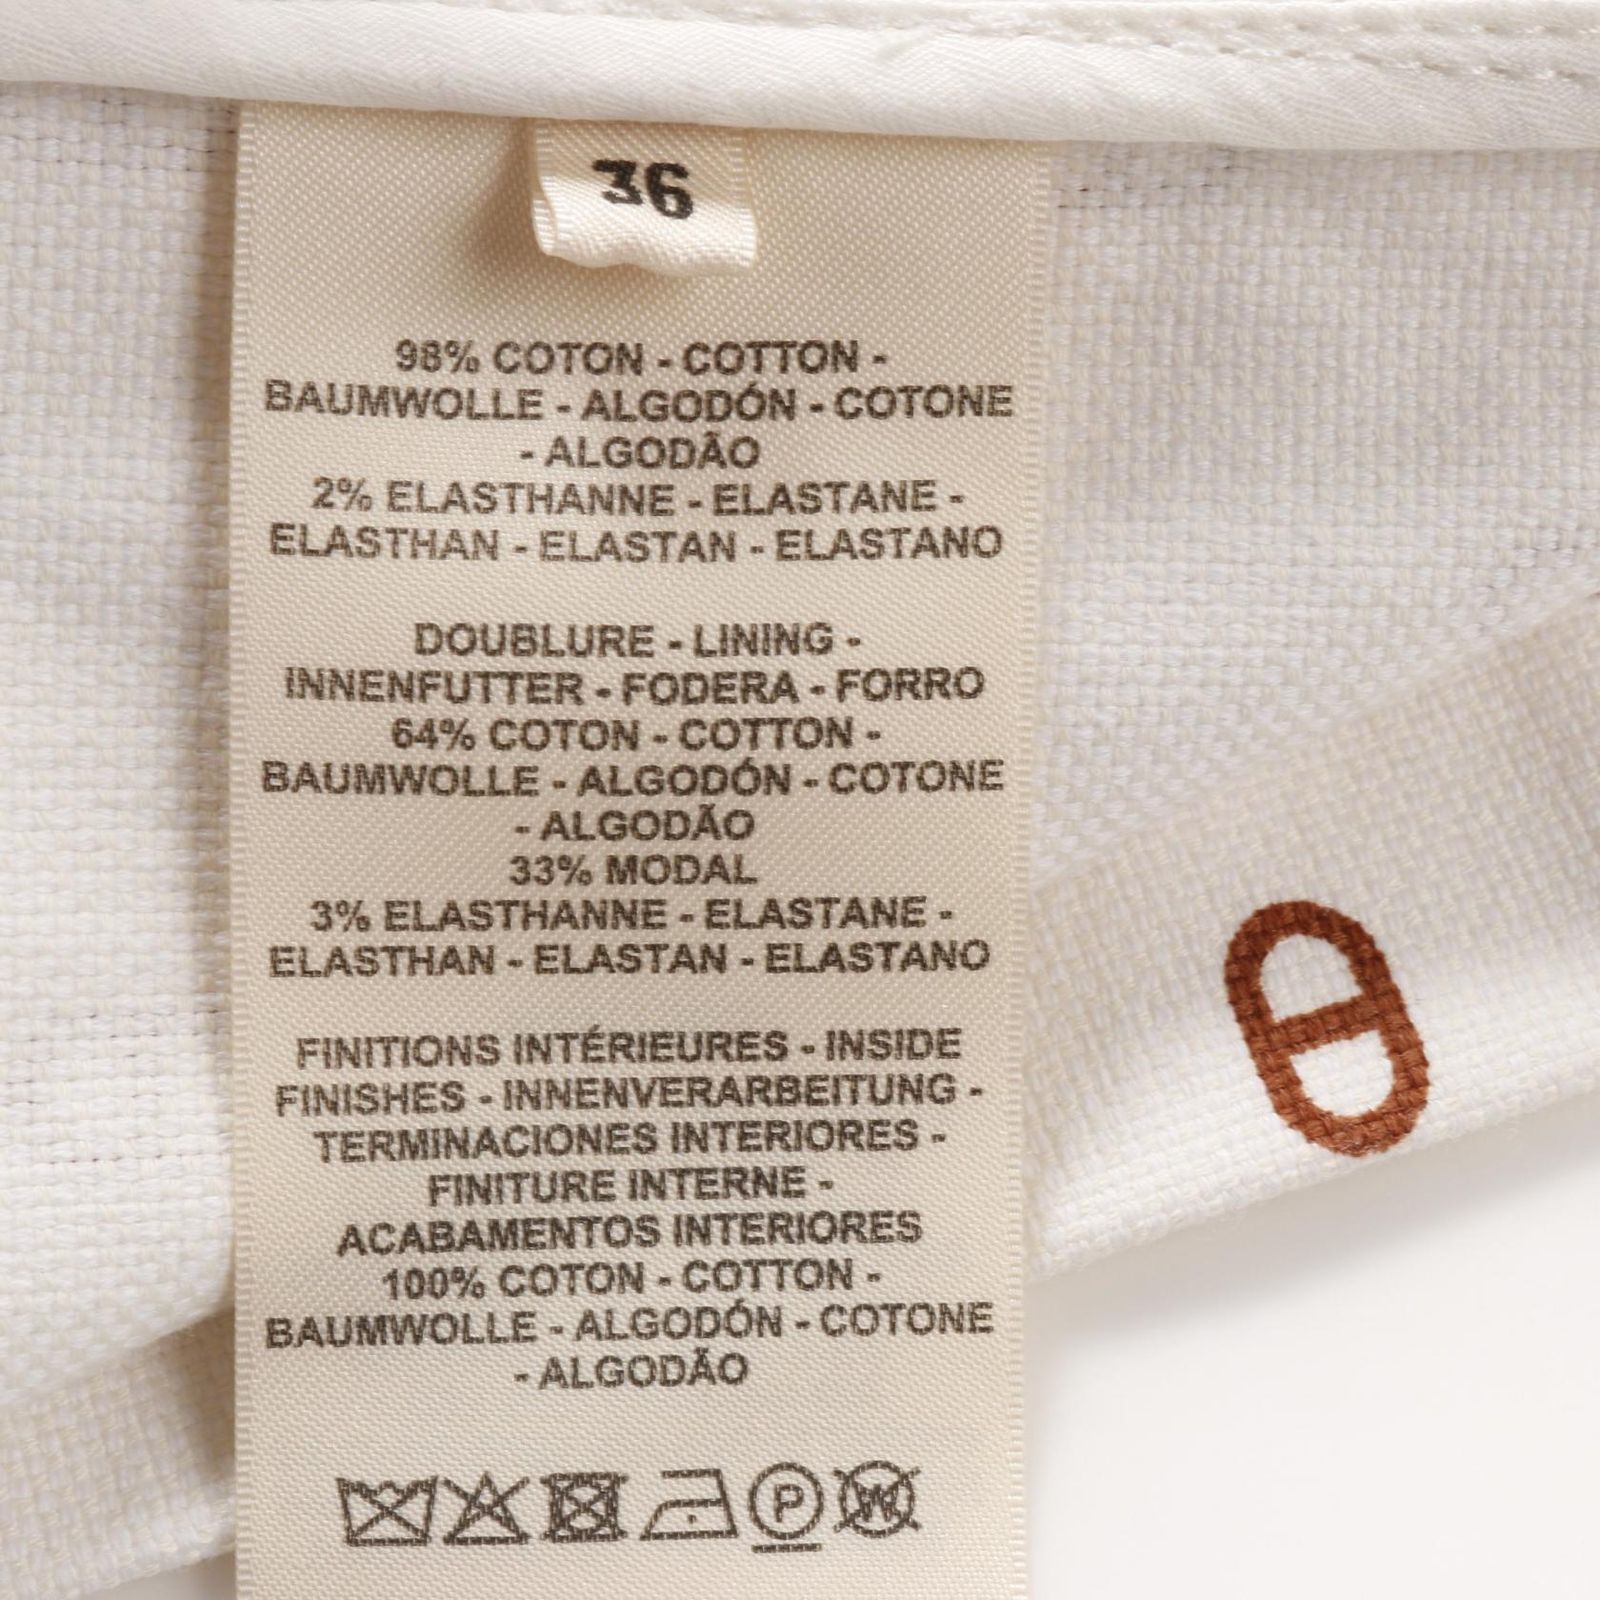 36
98% COTON - COTTON -
BAUMWOLLE - ALGODÓN - COTONE
- ALGODÃO
2% ELASTHANNE - ELASTANE -
ELASTHAN - ELASTAN - ELASTANO
DOUBLURE - LINING -
INNENFUTTER - FODERA - FORRO
64% COTON - COTTON -
BAUMWOLLE - ALGODÓN - COTONE
- ALGODÃO
33% MODAL
3% ELASTHANNE - ELASTANE -
ELASTHAN - ELASTAN - ELASTANO
FINITIONS INTÉRIEURES - INSIDE
FINISHES - INNENVERARBEITUNG -
TERMINACIONES INTERIORES -
FINITURE INTERNE -
ACABAMENTOS INTERIORES
100% COTON - COTTON -
BAUMWOLLE - ALGODÓN - COTONE
- ALGODÃO
P W